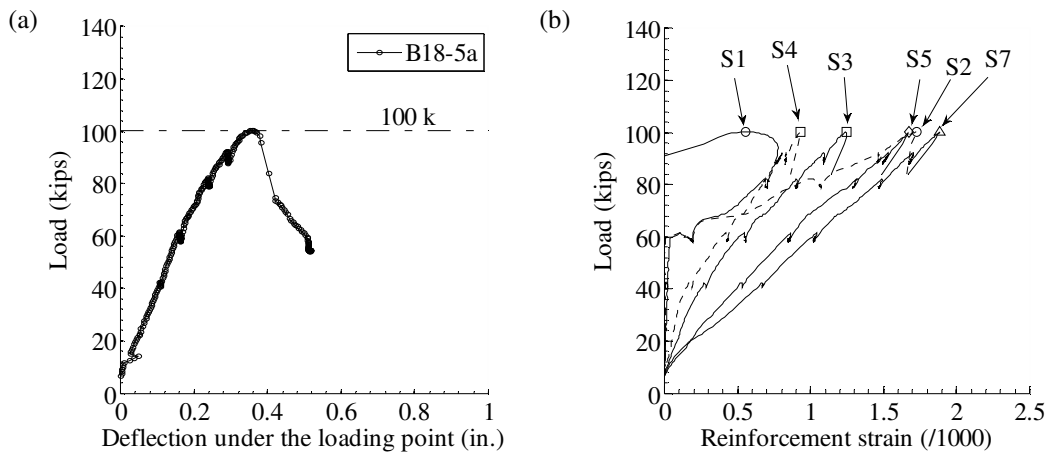 (a)
140
120
100
80
60
40
20
0
Load (kips)
B18-5a
100 k
0 0.2 0.4 0.6 0.8 1
Deflection under the loading point (in.)
(b)
140
120
100
80
60
40
20
0
Load (kips)
S1 S4 S3 S5 S2 S7
0 0.5 1 1.5 2 2.5
Reinforcement strain (/1000)